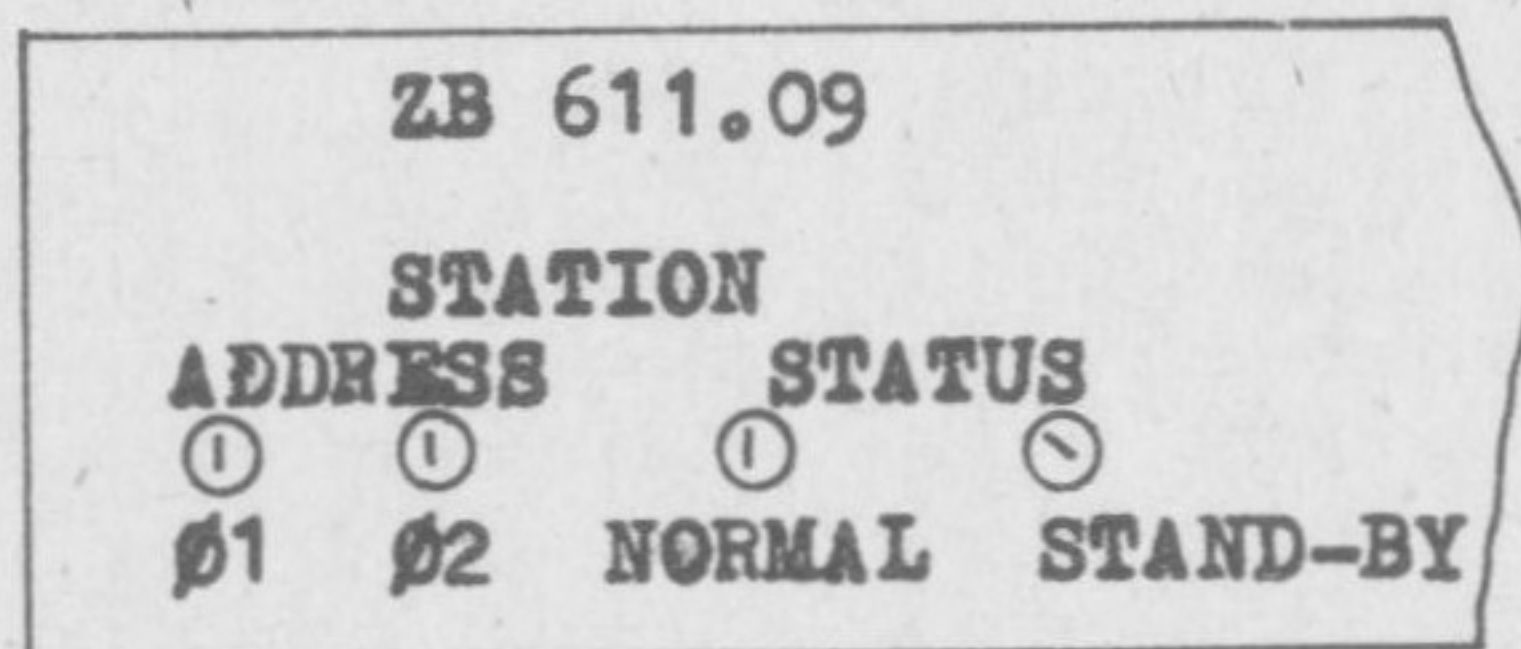 ZB 611.09
STATION
ADDRESS STATUS
Ø1 Ø2 NORMAL STAND-BY